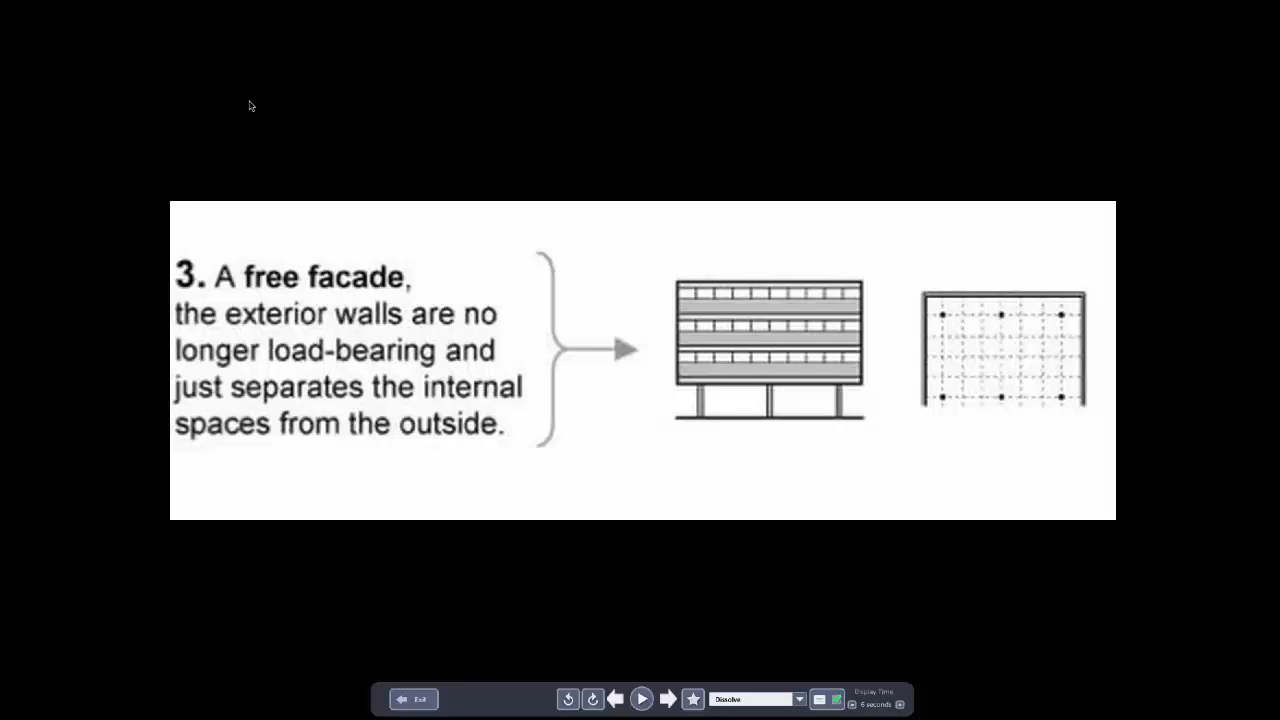 3. A free facade,
the exterior walls are no
longer load-bearing and
just separates the internal
spaces from the outside.
Exit
Dissolve
Display Time
6 seconds